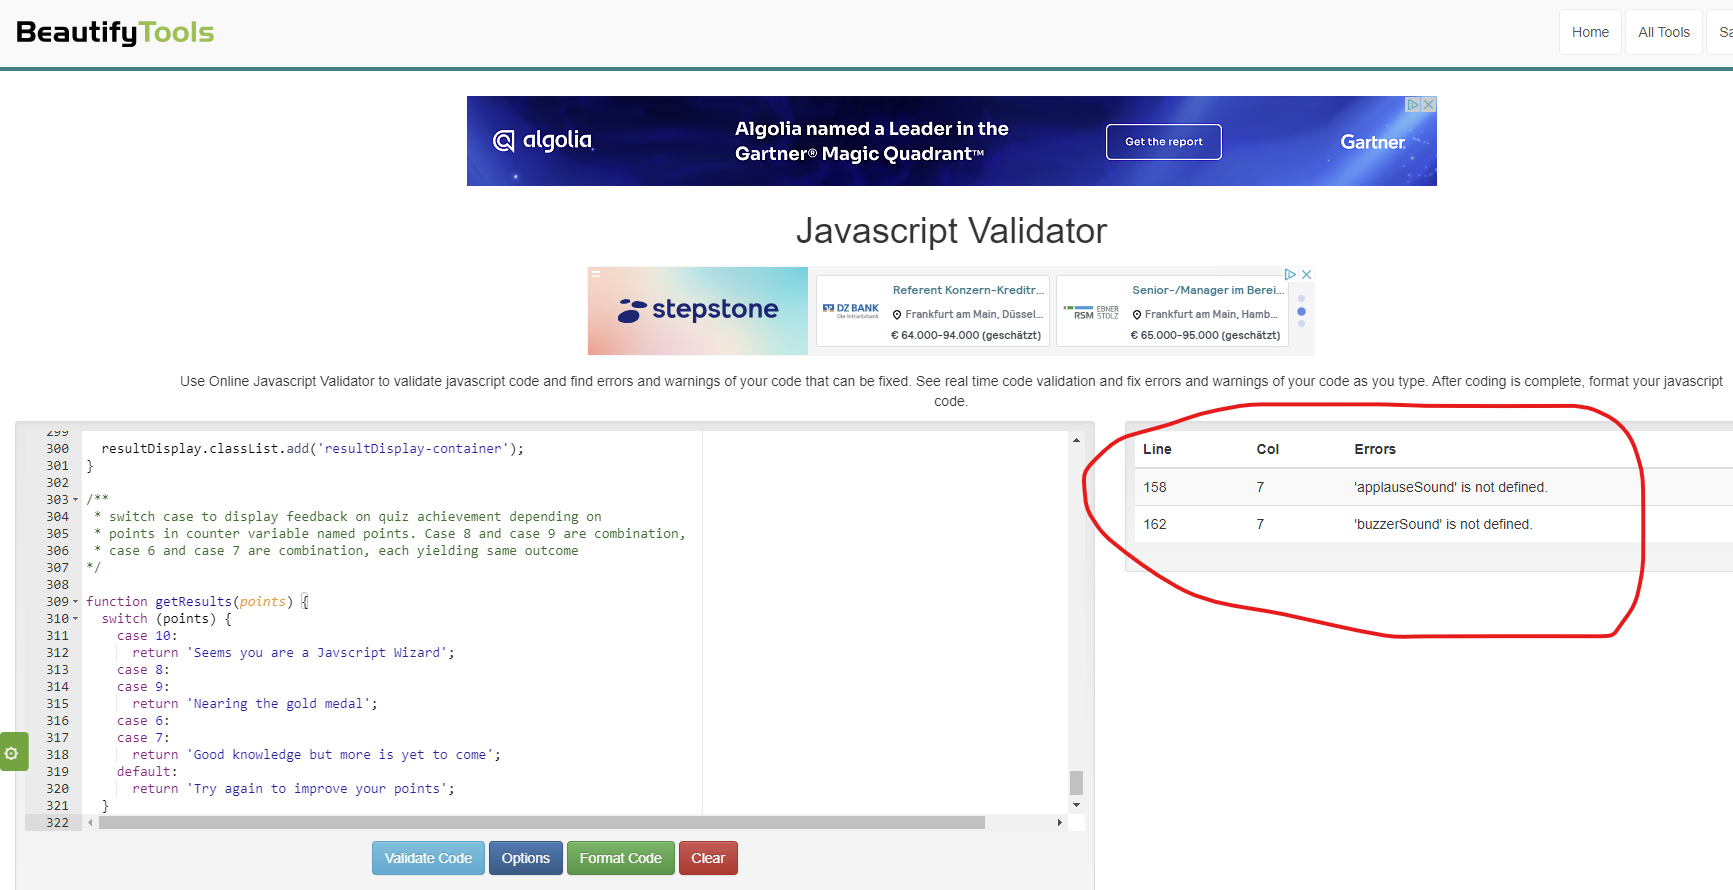 BeautifyTools
Home
All Tools
algolia
Algolia named a Leader in the
Gartner® Magic Quadrant™
Get the report
Gartner
Javascript Validator
stepstone
DZ BANK
Die Initiativbank
Referent Konzern-Kreditr...
Frankfurt am Main, Düssel...
€ 64.000-94.000 (geschätzt)
RSM
EBNER
STOLZ
Senior-/Manager im Berei...
Frankfurt am Main, Hamb...
€ 65.000-95.000 (geschätzt)
Use Online Javascript Validator to validate javascript code and find errors and warnings of your code that can be fixed. See real time code validation and fix errors and warnings of your code as you type. After coding is complete, format your javascript
code.
299
300 resultDisplay.classList.add('resultDisplay-container');
301 }
302
303 /**
304 * switch case to display feedback on quiz achievement depending on
305 * points in counter variable named points. Case 8 and case 9 are combination,
306 * case 6 and case 7 are combination, each yielding same outcome
307 */
308
309 function getResults(points) {
310 switch (points) {
311 case 10:
312 return 'Seems you are a Javscript Wizard';
313 case 8:
314 case 9:
315 return 'Nearing the gold medal';
316 case 6:
317 case 7:
318 return 'Good knowledge but more is yet to come';
319 default:
320 return 'Try again to improve your points';
321 }
322
Line Col Errors
158 7 'applauseSound' is not defined.
162 7 'buzzerSound' is not defined.
Validate Code
Options
Format Code
Clear